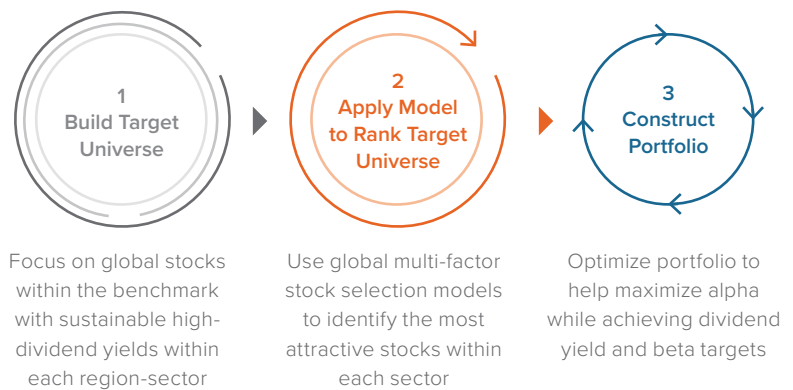 1
Build Target
Universe
2
Apply Model
to Rank Target
Universe
3
Construct
Portfolio
Focus on global stocks
within the benchmark
with sustainable high-
dividend yields within
each region-sector
Use global multi-factor
stock selection models
to identify the most
attractive stocks within
each sector
Optimize portfolio to
help maximize alpha
while achieving dividend
yield and beta targets